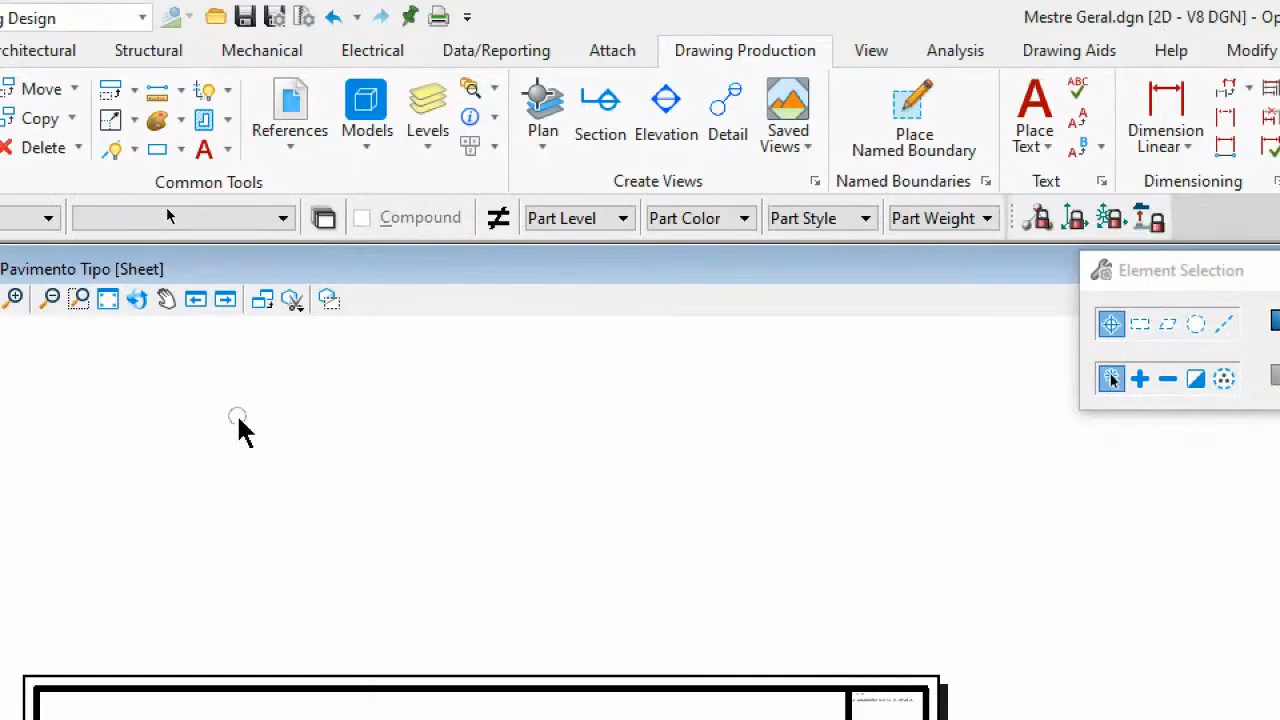 g Design Mestre Geral.dgn [2D - V8 DGN] - Op
rchitectural Structural Mechanical Electrical Data/Reporting Attach Drawing Production View Analysis Drawing Aids Help Modify
Move
Copy
Delete
References Models Levels
Plan Section Elevation Detail Saved Views
Place Named Boundary
A Place Text ABC A A A B
Dimension Linear
Common Tools Create Views Named Boundaries Text Dimensioning
Compound Part Level Part Color Part Style Part Weight
Pavimento Tipo [Sheet]
Element Selection